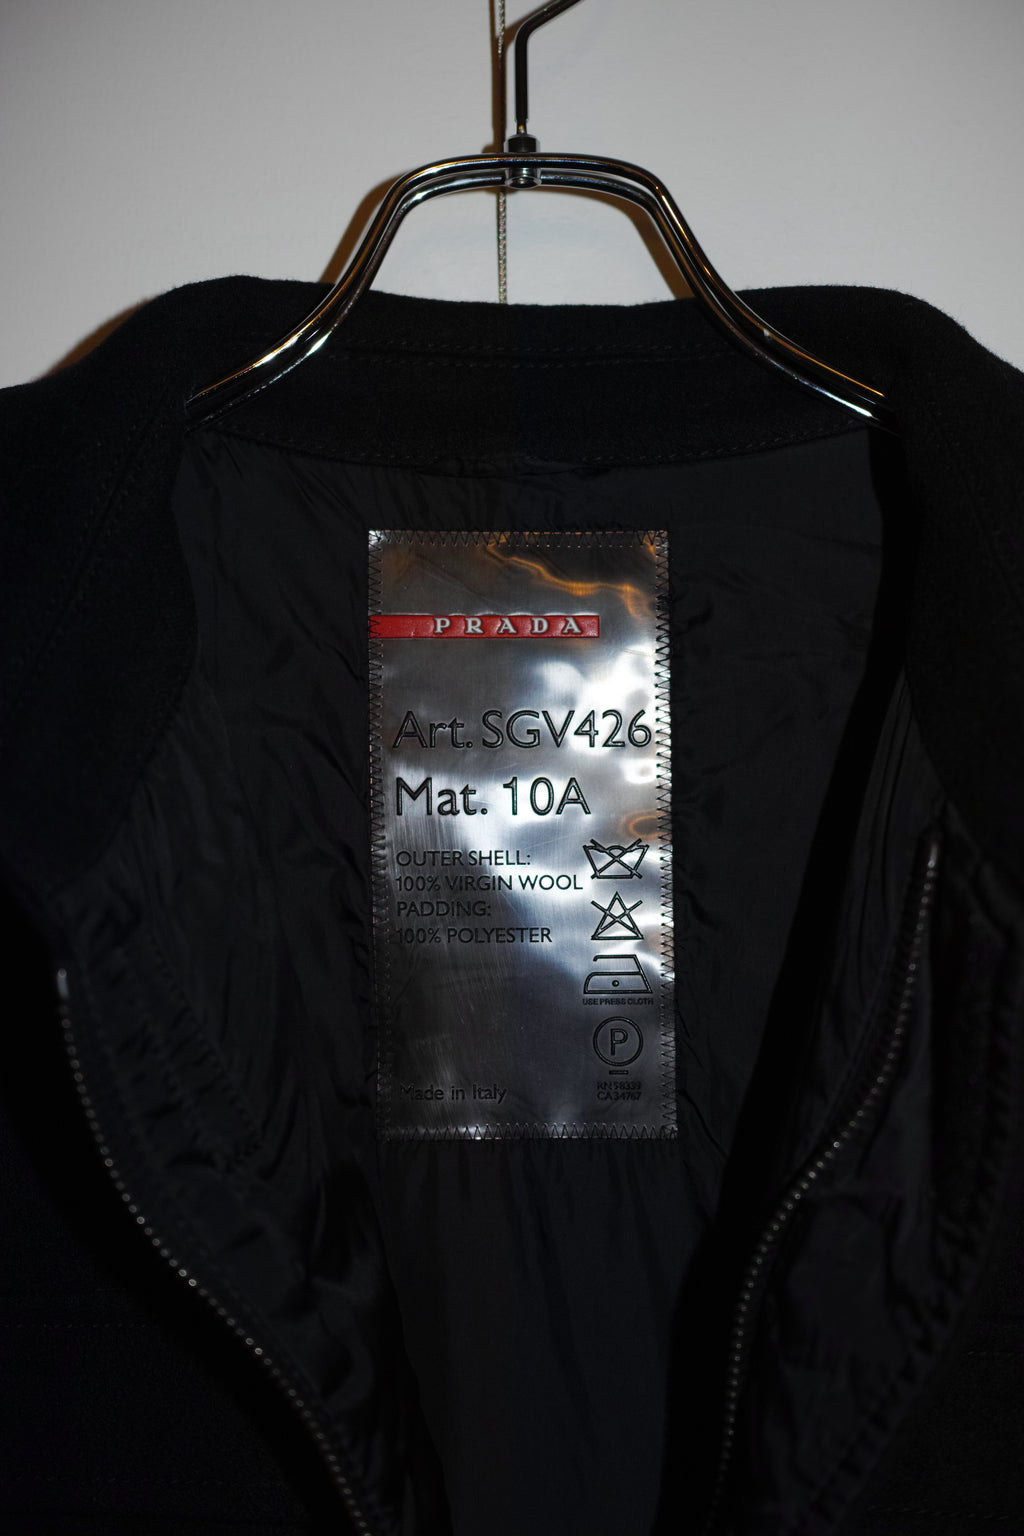 PRADA
Art. SGV426
Mat. 10A
OUTER SHELL:
100% VIRGIN WOOL
PADDING:
100% POLYESTER
USE PRESS CLOTH
P
Made in Italy
RN 98339
CA 34767